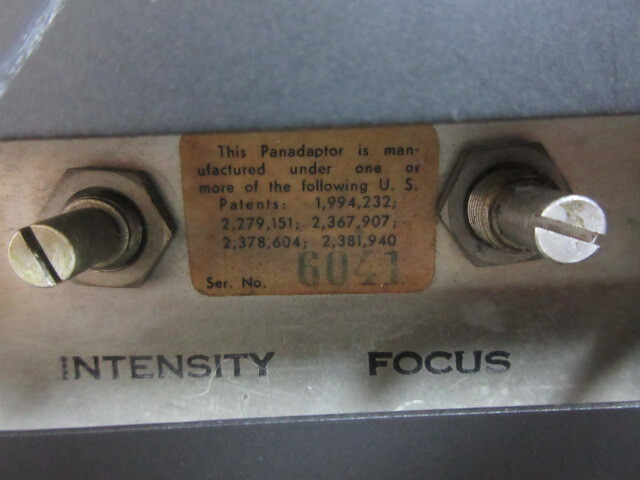 This Panadaptor is man-
ufactured under one or
more of the following U. S.
Patents: 1,994,232;
2,279,151; 2,367,907;
2,378,604; 2,381,940
Ser. No. 6041
INTENSITY FOCUS